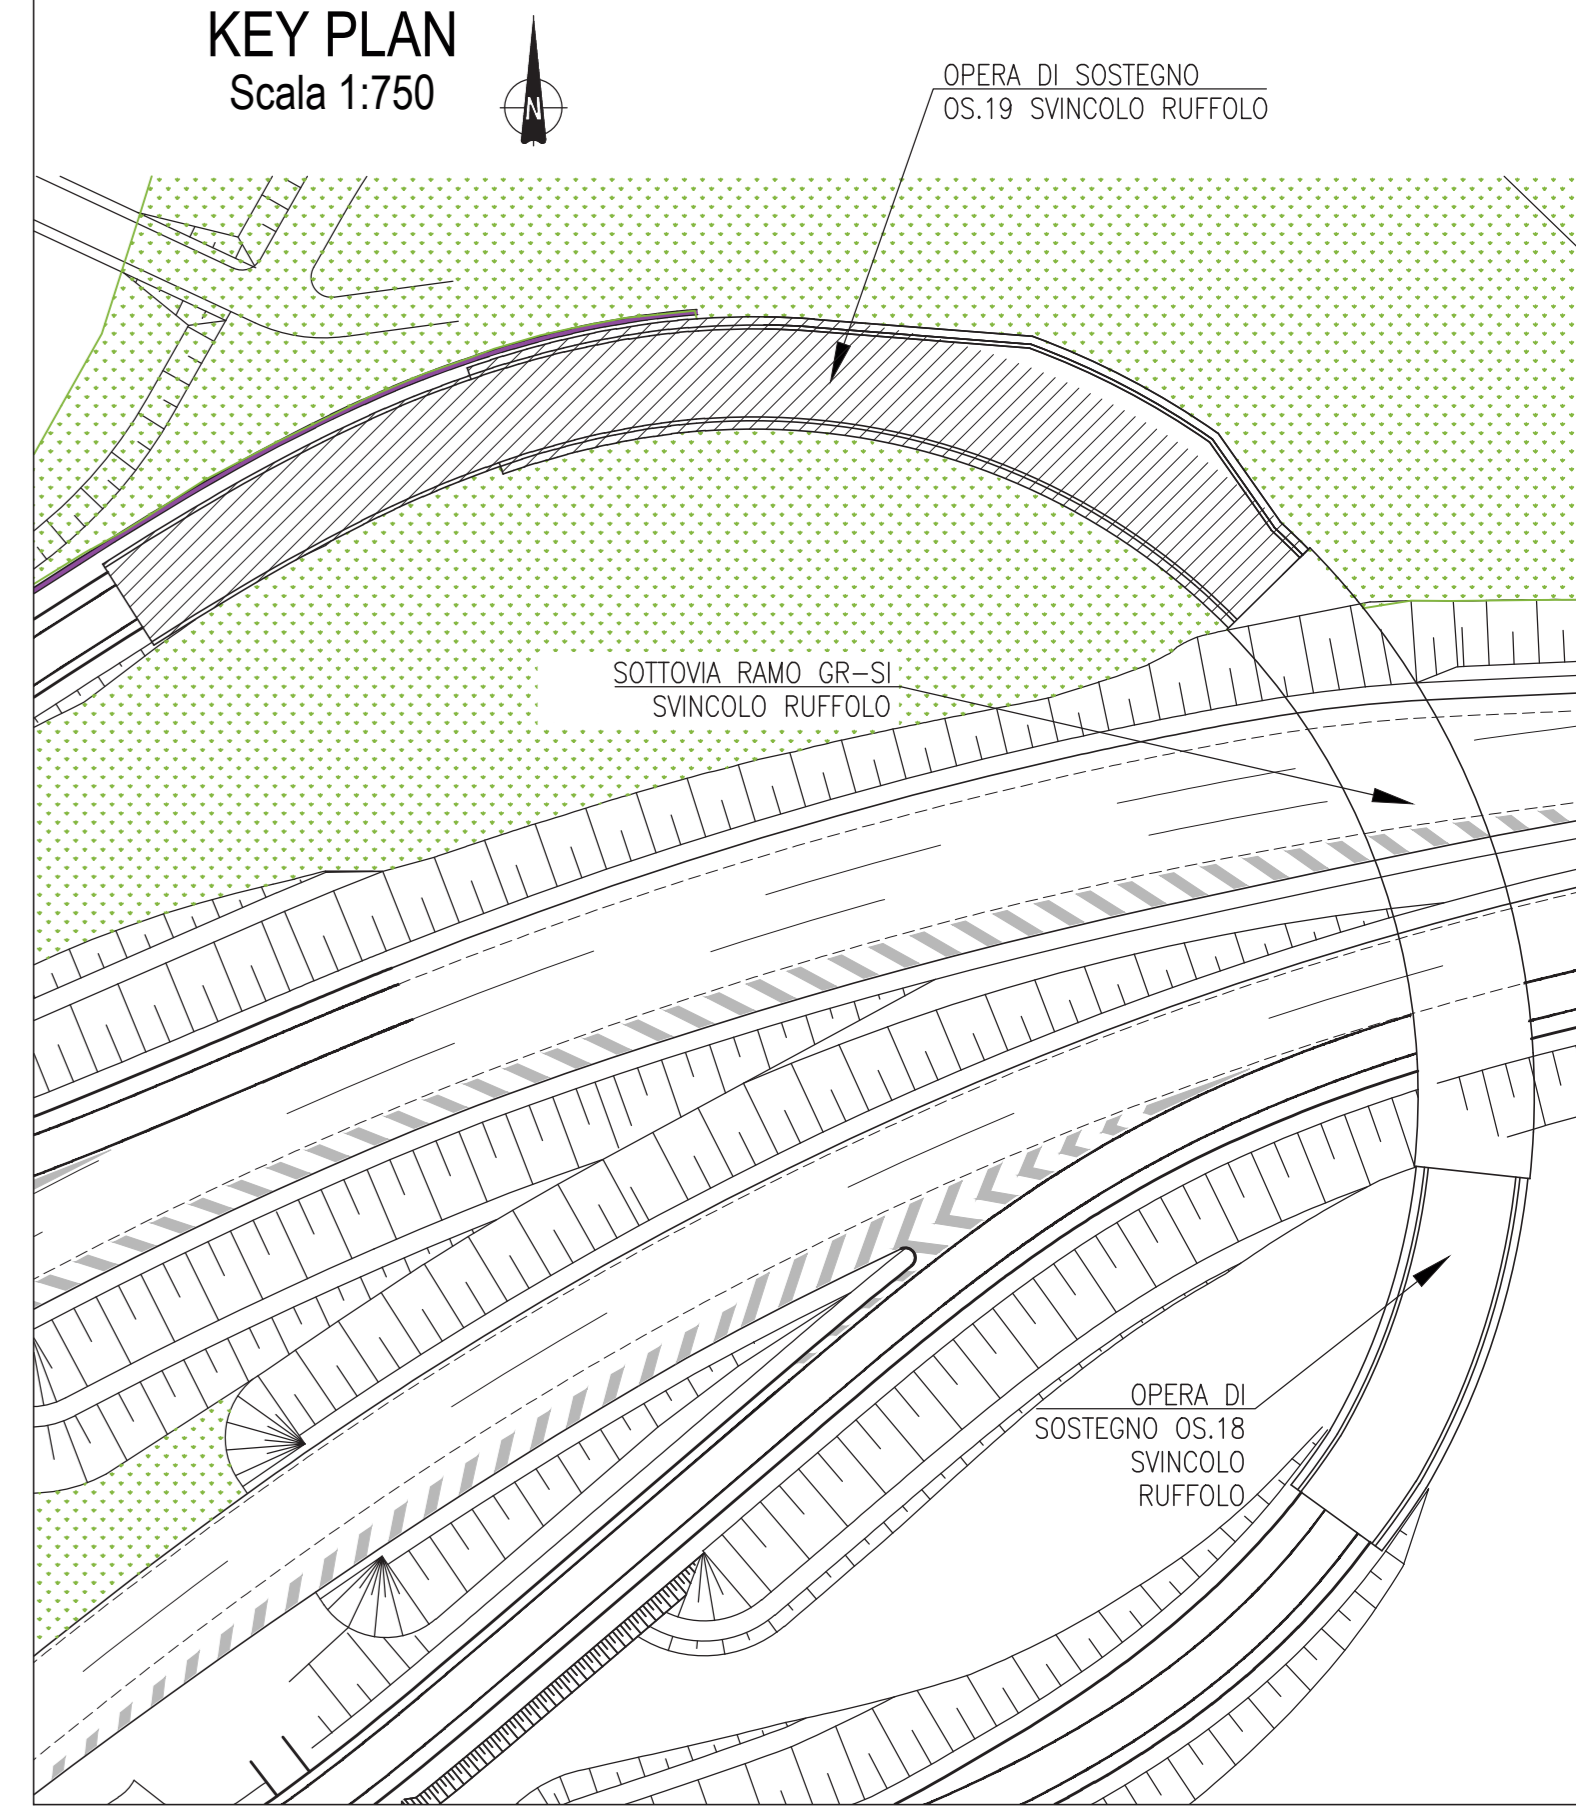 KEY PLAN
Scala 1:750
N
OPERA DI SOSTEGNO
OS.19 SVINCOLO RUFFOLO
SOTTOVIA RAMO GR-SI
SVINCOLO RUFFOLO
OPERA DI
SOSTEGNO OS.18
SVINCOLO
RUFFOLO